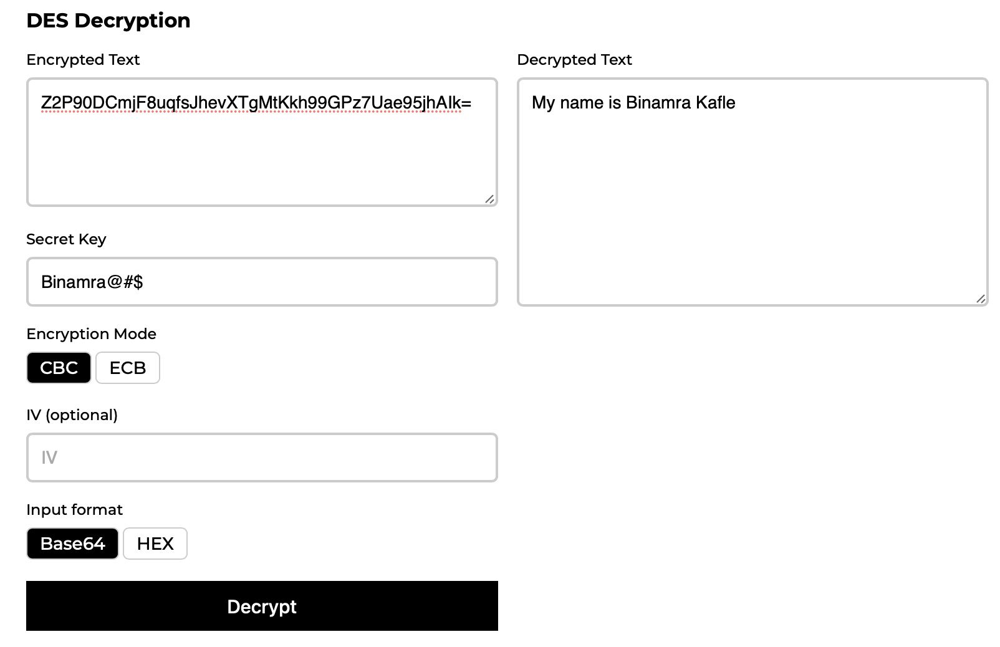 DES Decryption
Encrypted Text
Z2P90DCmjF8uqfsJhevXTgMtKkh99GPz7Uae95jhAIk=
Secret Key
Binamra@#$
Encryption Mode
CBC ECB
IV (optional)
IV
Input format
Base64 HEX
Decrypt
Decrypted Text
My name is Binamra Kafle